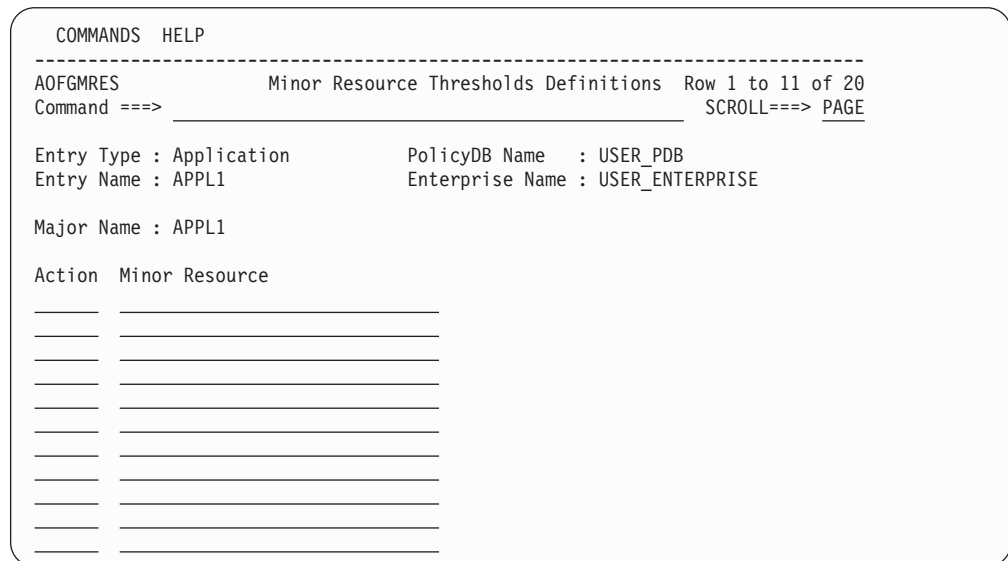 COMMANDS HELP
------------------------------------------------------------------------------
AOFGMRES Minor Resource Thresholds Definitions Row 1 to 11 of 20
Command ===> SCROLL===> PAGE
Entry Type : Application PolicyDB Name : USER_PDB
Entry Name : APPL1 Enterprise Name : USER_ENTERPRISE
Major Name : APPL1
Action Minor Resource